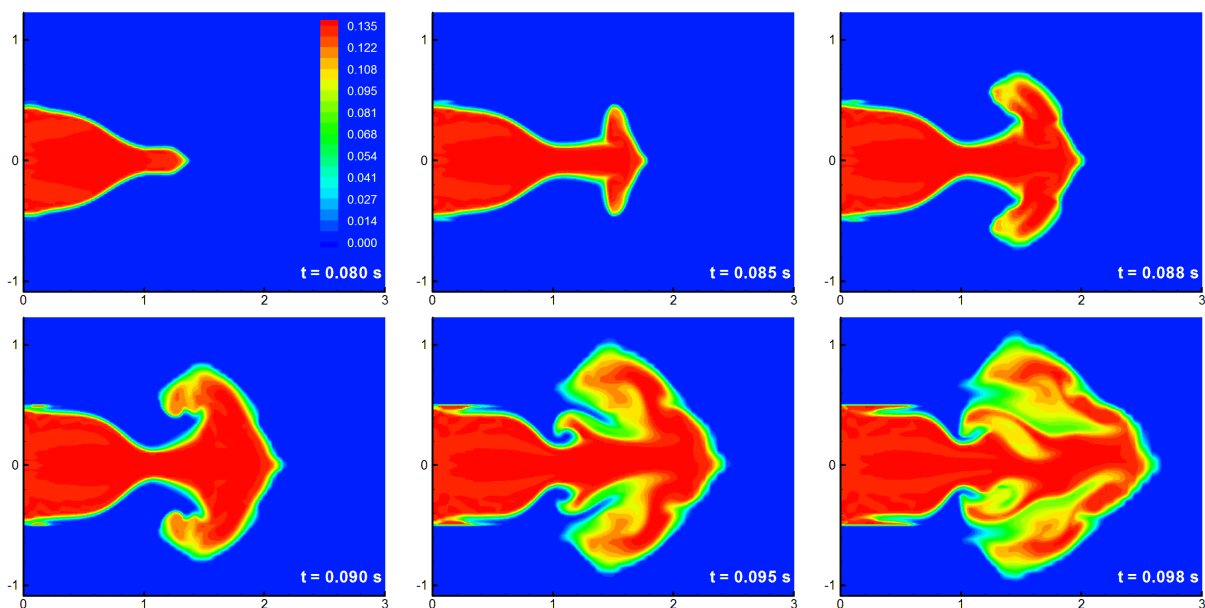 1
0
-1
0 1 2 3
0.135
0.122
0.108
0.095
0.081
0.068
0.054
0.041
0.027
0.014
0.000
t = 0.080 s
1
0
-1
0 1 2 3
t = 0.085 s
1
0
-1
0 1 2 3
t = 0.088 s
1
0
-1
0 1 2 3
t = 0.090 s
1
0
-1
0 1 2 3
t = 0.095 s
1
0
-1
0 1 2 3
t = 0.098 s